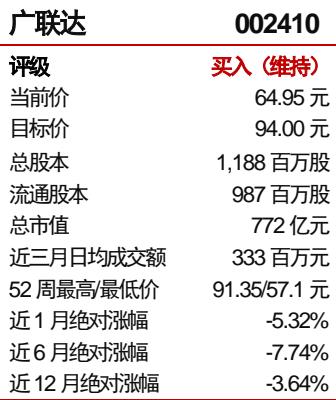 广联达 002410
评级 买入（维持）
当前价 64.95 元
目标价 94.00 元
总股本 1,188 百万股
流通股本 987 百万股
总市值 772 亿元
近三月日均成交额 333 百万元
52 周最高/最低价 91.35/57.1 元
近 1 月绝对涨幅 -5.32%
近 6 月绝对涨幅 -7.74%
近 12 月绝对涨幅 -3.64%